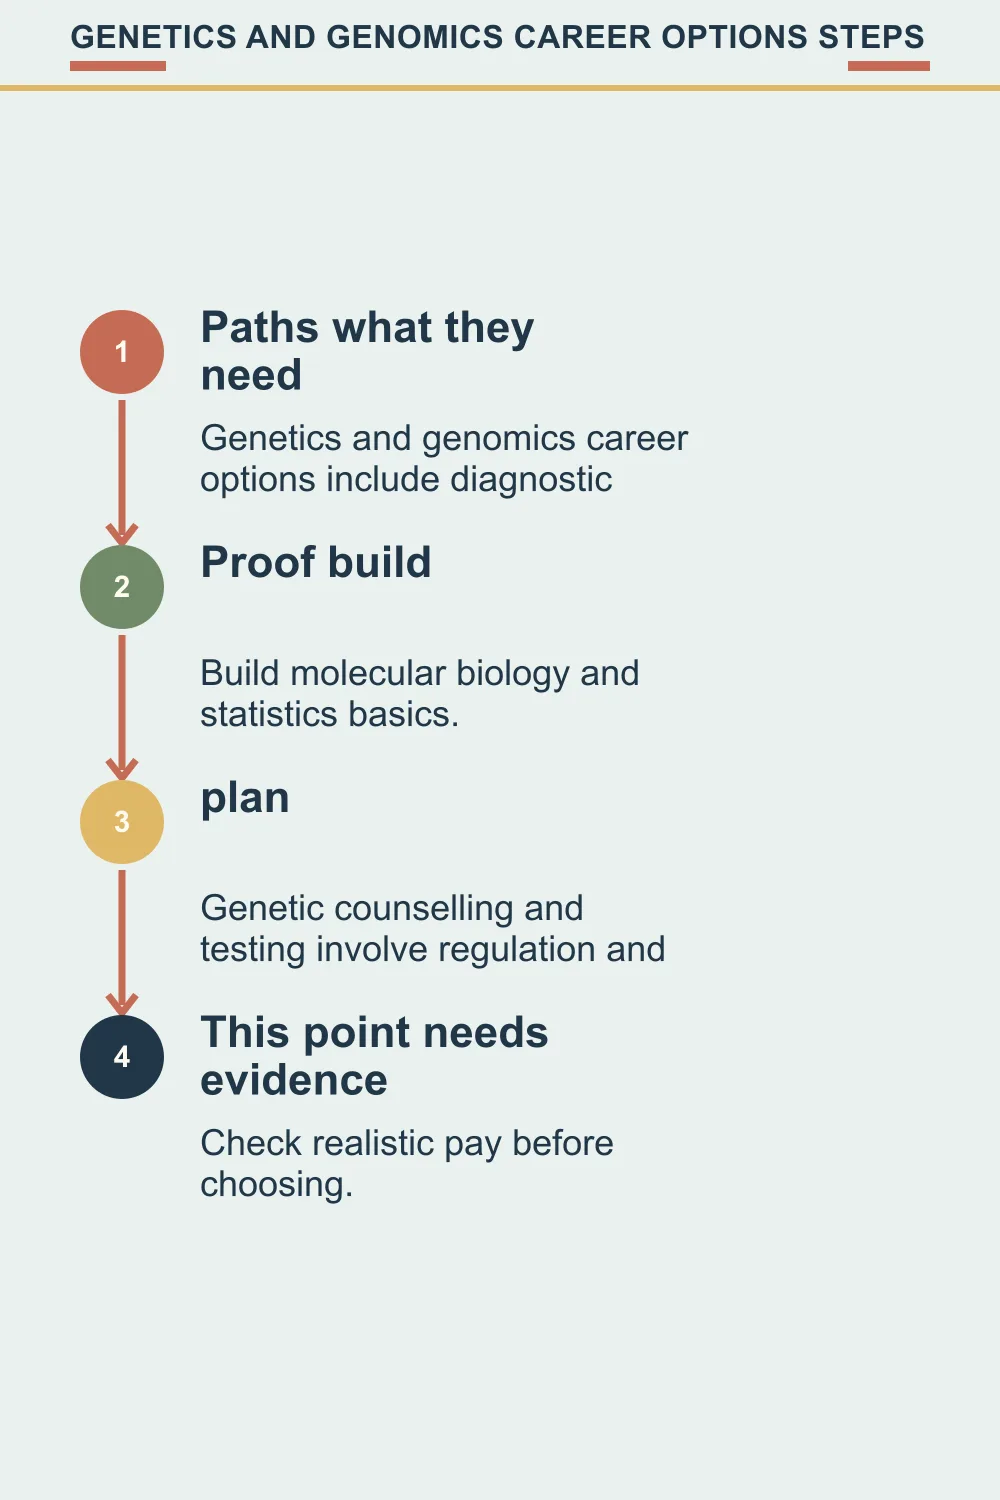 GENETICS AND GENOMICS CAREER OPTIONS STEPS
1
Paths what they
need
Genetics and genomics career
options include diagnostic
2
Proof build
Build molecular biology and
statistics basics.
3
plan
Genetic counselling and
testing involve regulation and
4
This point needs
evidence
Check realistic pay before
choosing.